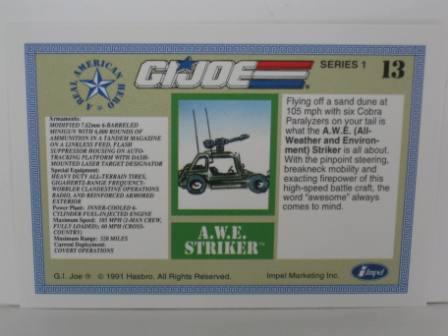 A REAL AMERICAN HERO
G.I. JOE
SERIES 1
13
Armaments:
MODIFIED 7.62mm 6-BARRELED
MINIGUN WITH 6,000 ROUNDS OF
AMMUNITION IN A TANDEM MAGAZINE
ON A LINKLESS FEED, FLASH
SUPPRESSOR HOUSING ON AUTO-
TRACKING PLATFORM WITH DASH-
MOUNTED LASER TARGET DESIGNATOR
Special Equipment:
HEAVY DUTY ALL-TERRAIN TIRES,
GIGAHERTZ-RANGE FREQUENCY-
WOBBLER CLANDESTINE OPERATIONS
RADIO, AND REINFORCED ARMORED
EXTERIOR
Power Plant: INNER-COOLED 6-
CYLINDER FUEL-INJECTED ENGINE
Maximum Speed: 105 MPH (2-MAN CREW,
FULLY LOADED); 60 MPH (CROSS-
COUNTRY)
Maximum Range: 320 MILES
Current Deployment:
COVERT OPERATIONS
A.W.E.
STRIKER™
Flying off a sand dune at
105 mph with six Cobra
Paralyzers on your tail is
what the A.W.E. (All-
Weather and Environ-
ment) Striker is all about.
With the pinpoint steering,
breakneck mobility and
exacting firepower of this
high-speed battle craft, the
word "awesome" always
comes to mind.
G.I. Joe ® © 1991 Hasbro. All Rights Reserved.
Impel Marketing Inc.
impel